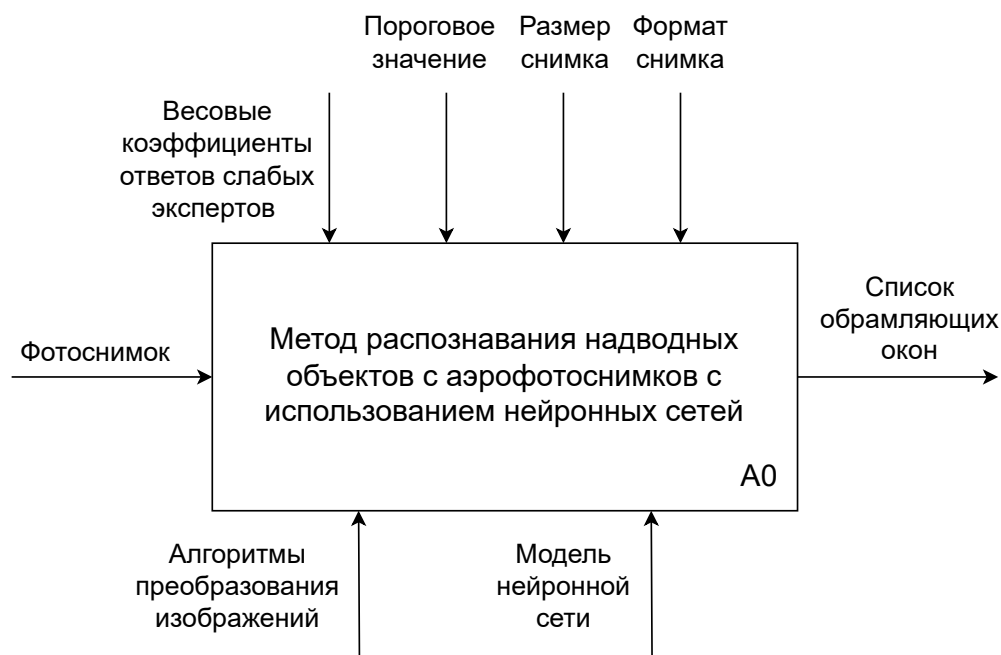 Пороговое
значение
Размер
снимка
Формат
снимка
Весовые
коэффициенты
ответов слабых
экспертов
Фотоснимок
Метод распознавания надводных
объектов с аэрофотоснимков с
использованием нейронных сетей
A0
Список
обрамляющих
окон
Алгоритмы
преобразования
изображений
Модель
нейронной
сети